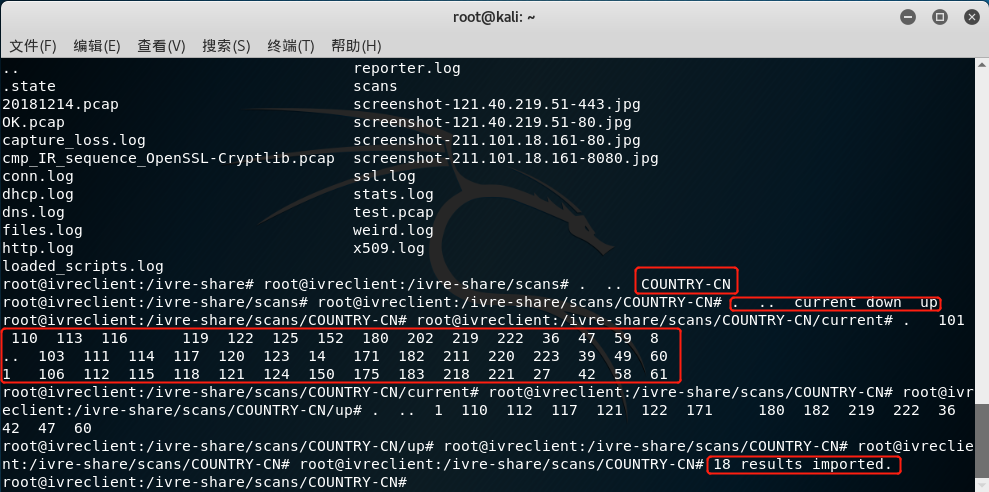 root@kali: ~
文件(F) 编辑(E) 查看(V) 搜索(S) 终端(T) 帮助(H)
.. reporter.log
.state scans
20181214.pcap screenshot-121.40.219.51-443.jpg
OK.pcap screenshot-121.40.219.51-80.jpg
capture_loss.log screenshot-211.101.18.161-80.jpg
cmp_IR_sequence_OpenSSL-Cryptlib.pcap screenshot-211.101.18.161-8080.jpg
conn.log ssl.log
dhcp.log stats.log
dns.log test.pcap
files.log weird.log
http.log x509.log
loaded_scripts.log
root@ivreclient:/ivre-share# root@ivreclient:/ivre-share/scans# . .. COUNTRY-CN
root@ivreclient:/ivre-share/scans# root@ivreclient:/ivre-share/scans/COUNTRY-CN# . .. current down up
root@ivreclient:/ivre-share/scans/COUNTRY-CN# root@ivreclient:/ivre-share/scans/COUNTRY-CN/current# . 101
110 113 116 119 122 125 152 180 202 219 222 36 47 59 8
.. 103 111 114 117 120 123 14 171 182 211 220 223 39 49 60
1 106 112 115 118 121 124 150 175 183 218 221 27 42 58 61
root@ivreclient:/ivre-share/scans/COUNTRY-CN/current# root@ivreclient:/ivre-share/scans/COUNTRY-CN# root@ivr
eclient:/ivre-share/scans/COUNTRY-CN/up# . .. 1 110 112 117 121 122 171 180 182 219 222 36
42 47 60
root@ivreclient:/ivre-share/scans/COUNTRY-CN/up# root@ivreclient:/ivre-share/scans/COUNTRY-CN# root@ivreclie
nt:/ivre-share/scans/COUNTRY-CN# root@ivreclient:/ivre-share/scans/COUNTRY-CN# 18 results imported.
root@ivreclient:/ivre-share/scans/COUNTRY-CN#